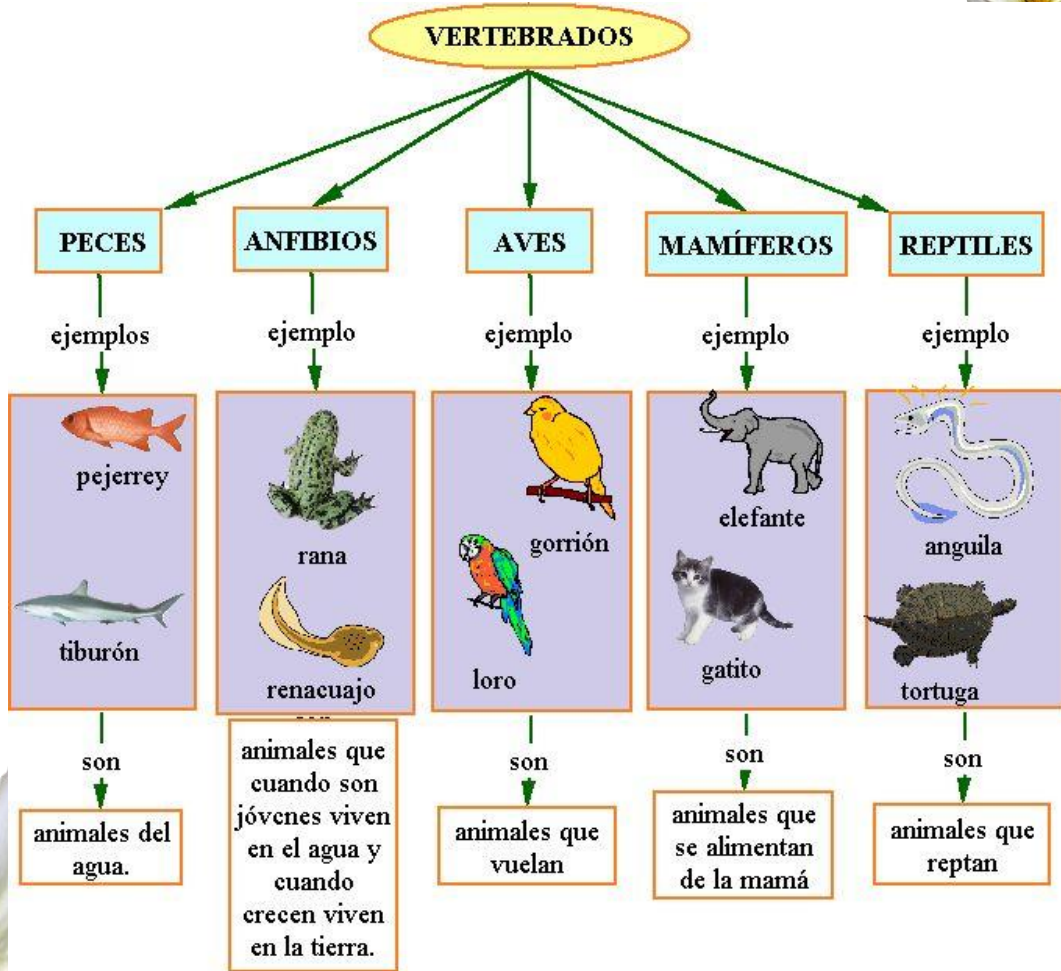 VERTEBRADOS
PECES
ANFIBIOS
AVES
MAMÍFEROS
REPTILES
ejemplos
ejemplo
ejemplo
ejemplo
ejemplo
pejerrey
tiburón
rana
renacuajo
gorrión
loro
elefante
gatito
anguila
tortuga
son
son
son
son
son
animales del
agua.
animales que
cuando son
jóvenes viven
en el agua y
cuando
crecen viven
en la tierra.
animales que
vuelan
animales que
se alimentan
de la mamá
animales que
reptan